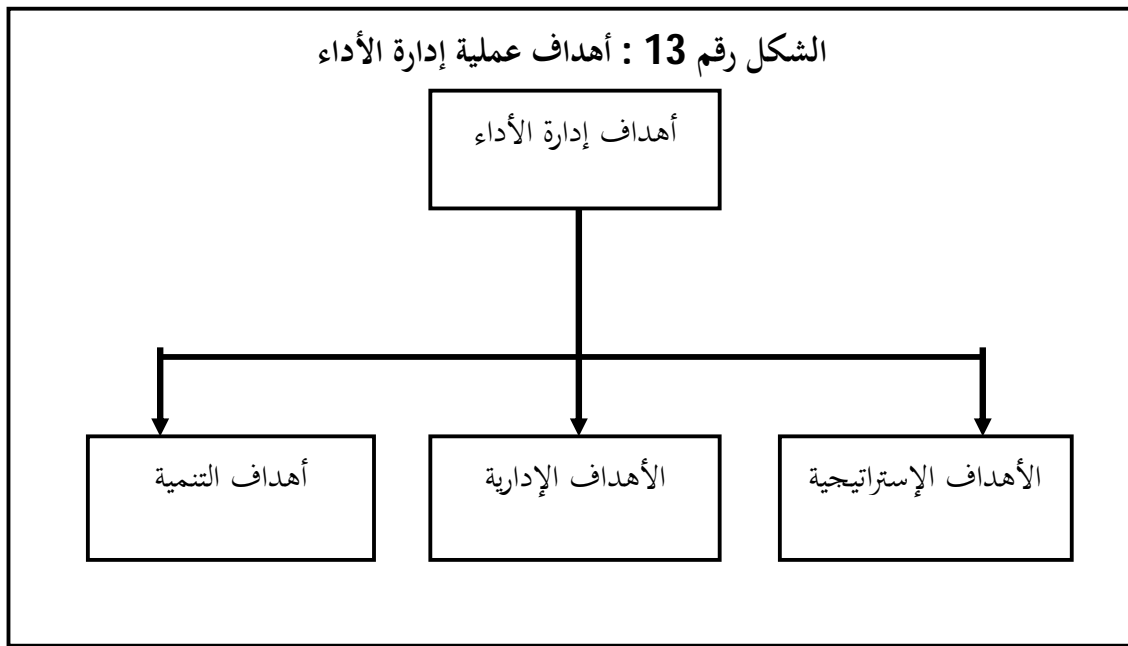 الشكل رقم 13 : أهداف عملية إدارة الأداء
أهداف إدارة الأداء
الأهداف الإستراتيجية
الأهداف الإدارية
أهداف التنمية